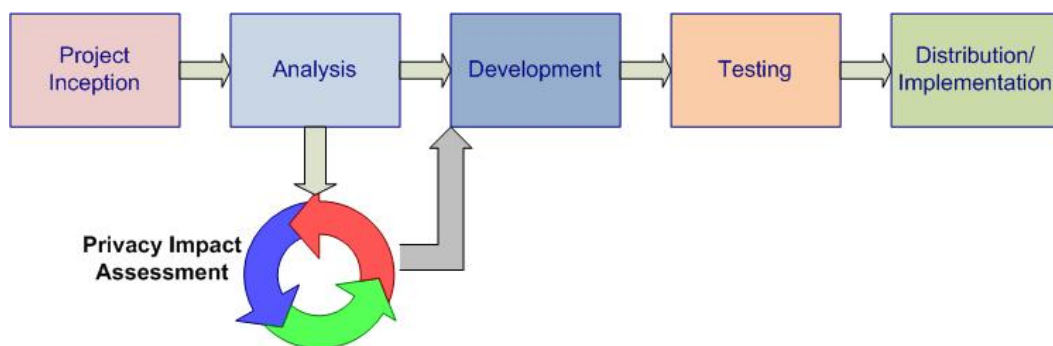 Project
Inception
Analysis
Development
Testing
Distribution/
Implementation
Privacy Impact
Assessment